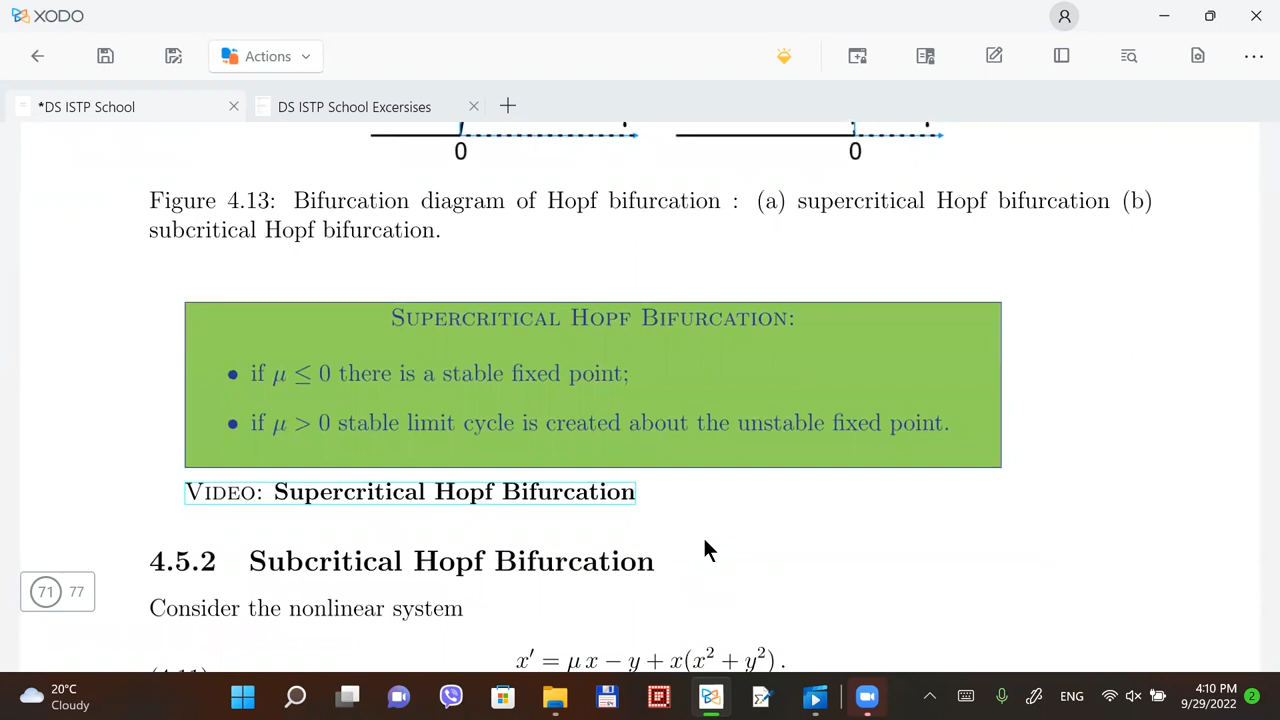 XODO
Actions
*DS ISTP School
DS ISTP School Excersises
0 0
Figure 4.13: Bifurcation diagram of Hopf bifurcation : (a) supercritical Hopf bifurcation (b)
subcritical Hopf bifurcation.
Supercritical Hopf Bifurcation:
• if μ ≤ 0 there is a stable fixed point;
• if μ > 0 stable limit cycle is created about the unstable fixed point.
Video: Supercritical Hopf Bifurcation
4.5.2 Subcritical Hopf Bifurcation
71 77
Consider the nonlinear system
x′ = μ x − y + x(x² + y²) .
20°C
Cloudy
ENG
4:10 PM
9/29/2022
2